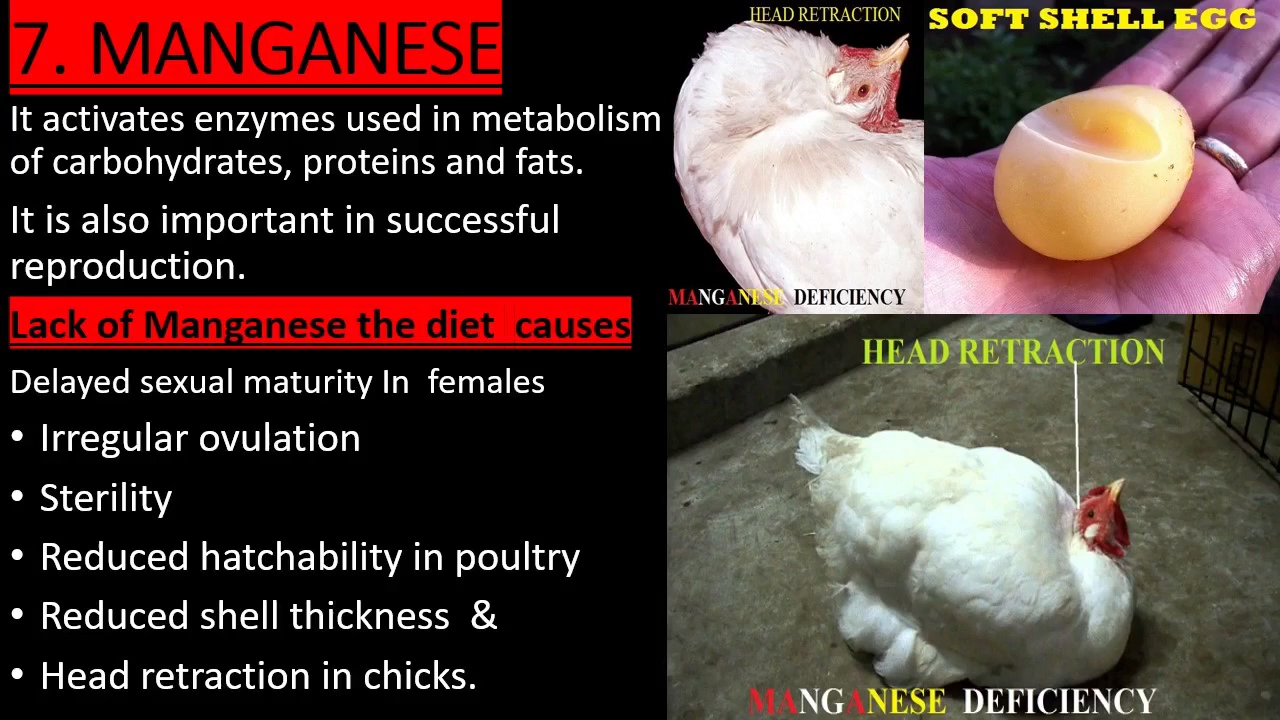 7. MANGANESE
It activates enzymes used in metabolism
of carbohydrates, proteins and fats.
It is also important in successful
reproduction.
Lack of Manganese the diet causes
Delayed sexual maturity In females
• Irregular ovulation
• Sterility
• Reduced hatchability in poultry
• Reduced shell thickness &
• Head retraction in chicks.
HEAD RETRACTION
MANGANESE DEFICIENCY
SOFT SHELL EGG
HEAD RETRACTION
MANGANESE DEFICIENCY